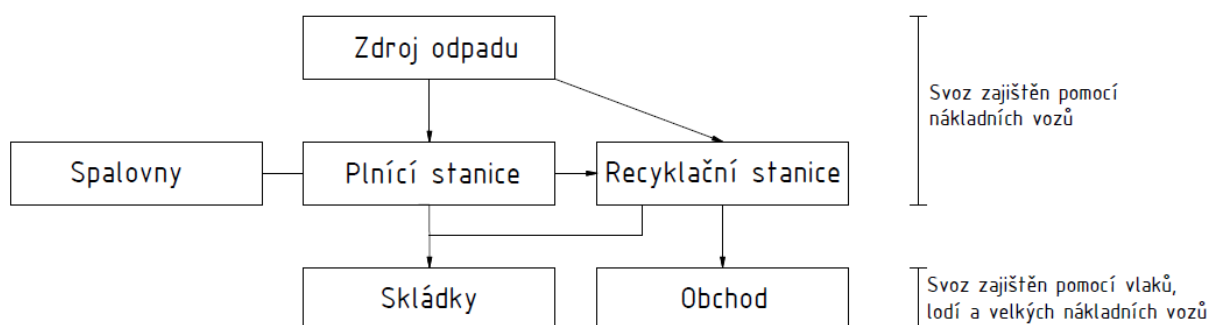 Zdroj odpadu
Svoz zajištěn pomocí
nákladních vozů
Spalovny
Plnící stanice
Recyklační stanice
Skládky
Obchod
Svoz zajištěn pomocí vlaků,
lodí a velkých nákladních vozů